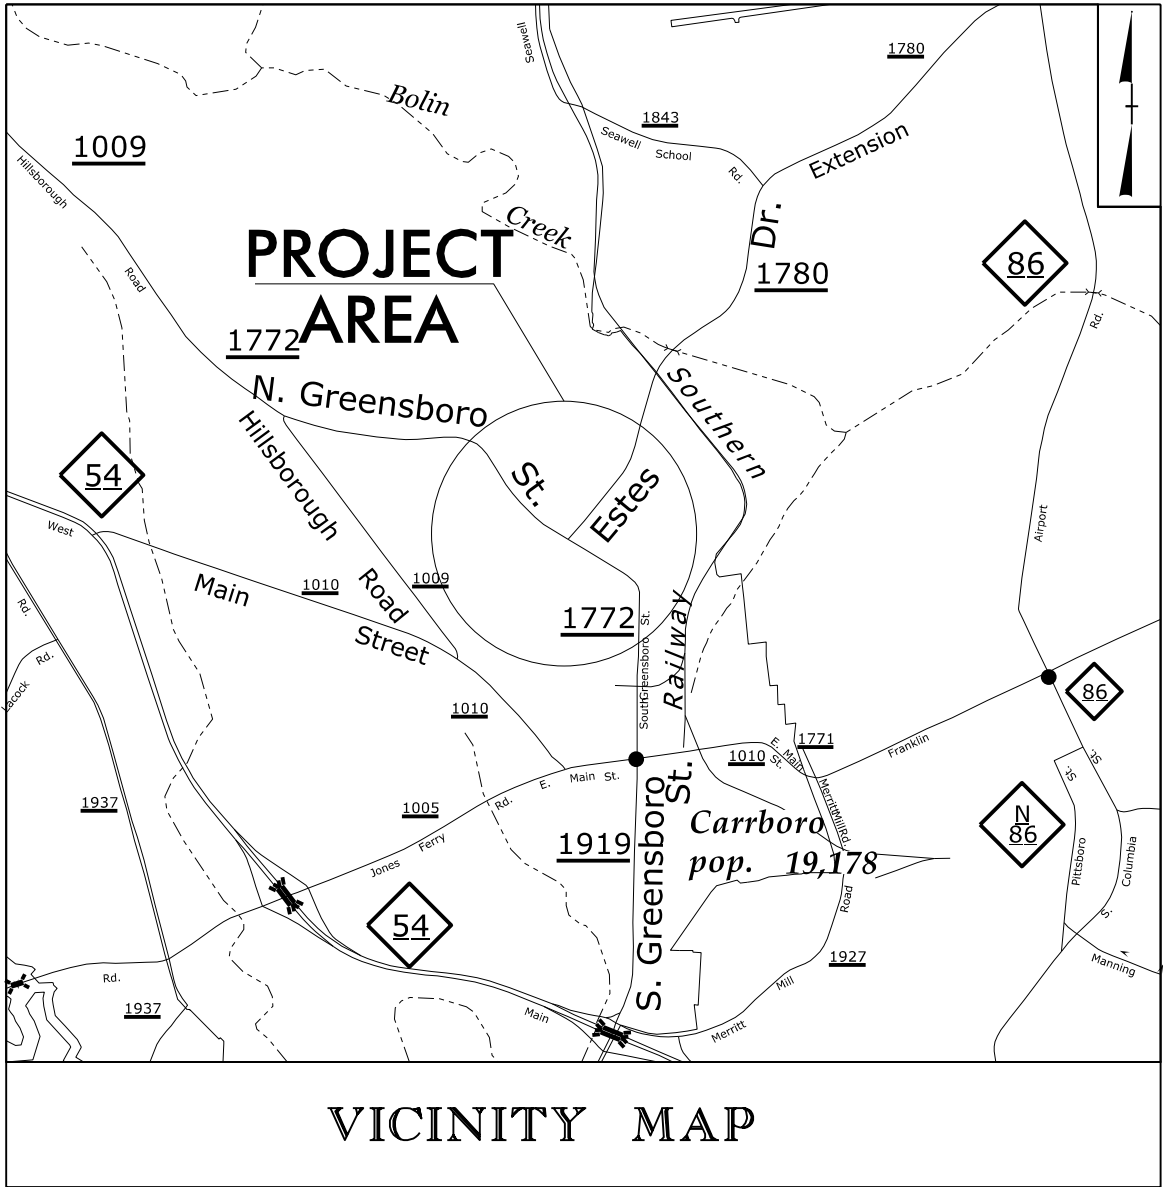 Seawell
1780
Bolin
1843
Seawell School Rd.
Extension
1009
Hillsborough
Creek
Dr.
PROJECT
AREA
1780
86
Road
Rd.
1772
N. Greensboro
Southern
Hillsborough
St.
Estes
54
West
Airport
Main
1010
1009
Road
Rd.
1772
Street
Railway
South Greensboro St.
Rd.
Lacock
86
1010
1771
Franklin
E. Main St.
1010
St.
St.
E. Main St.
Rd.
1937
1005
St.
Merritt Mill Rd.
Carrboro
pop. 19,178
N
86
Jones Ferry
1919
S. Greensboro
Pittsboro
Columbia
Road
S.
54
1927
Manning
Rd.
Mill
1937
Main
Merritt
VICINITY MAP